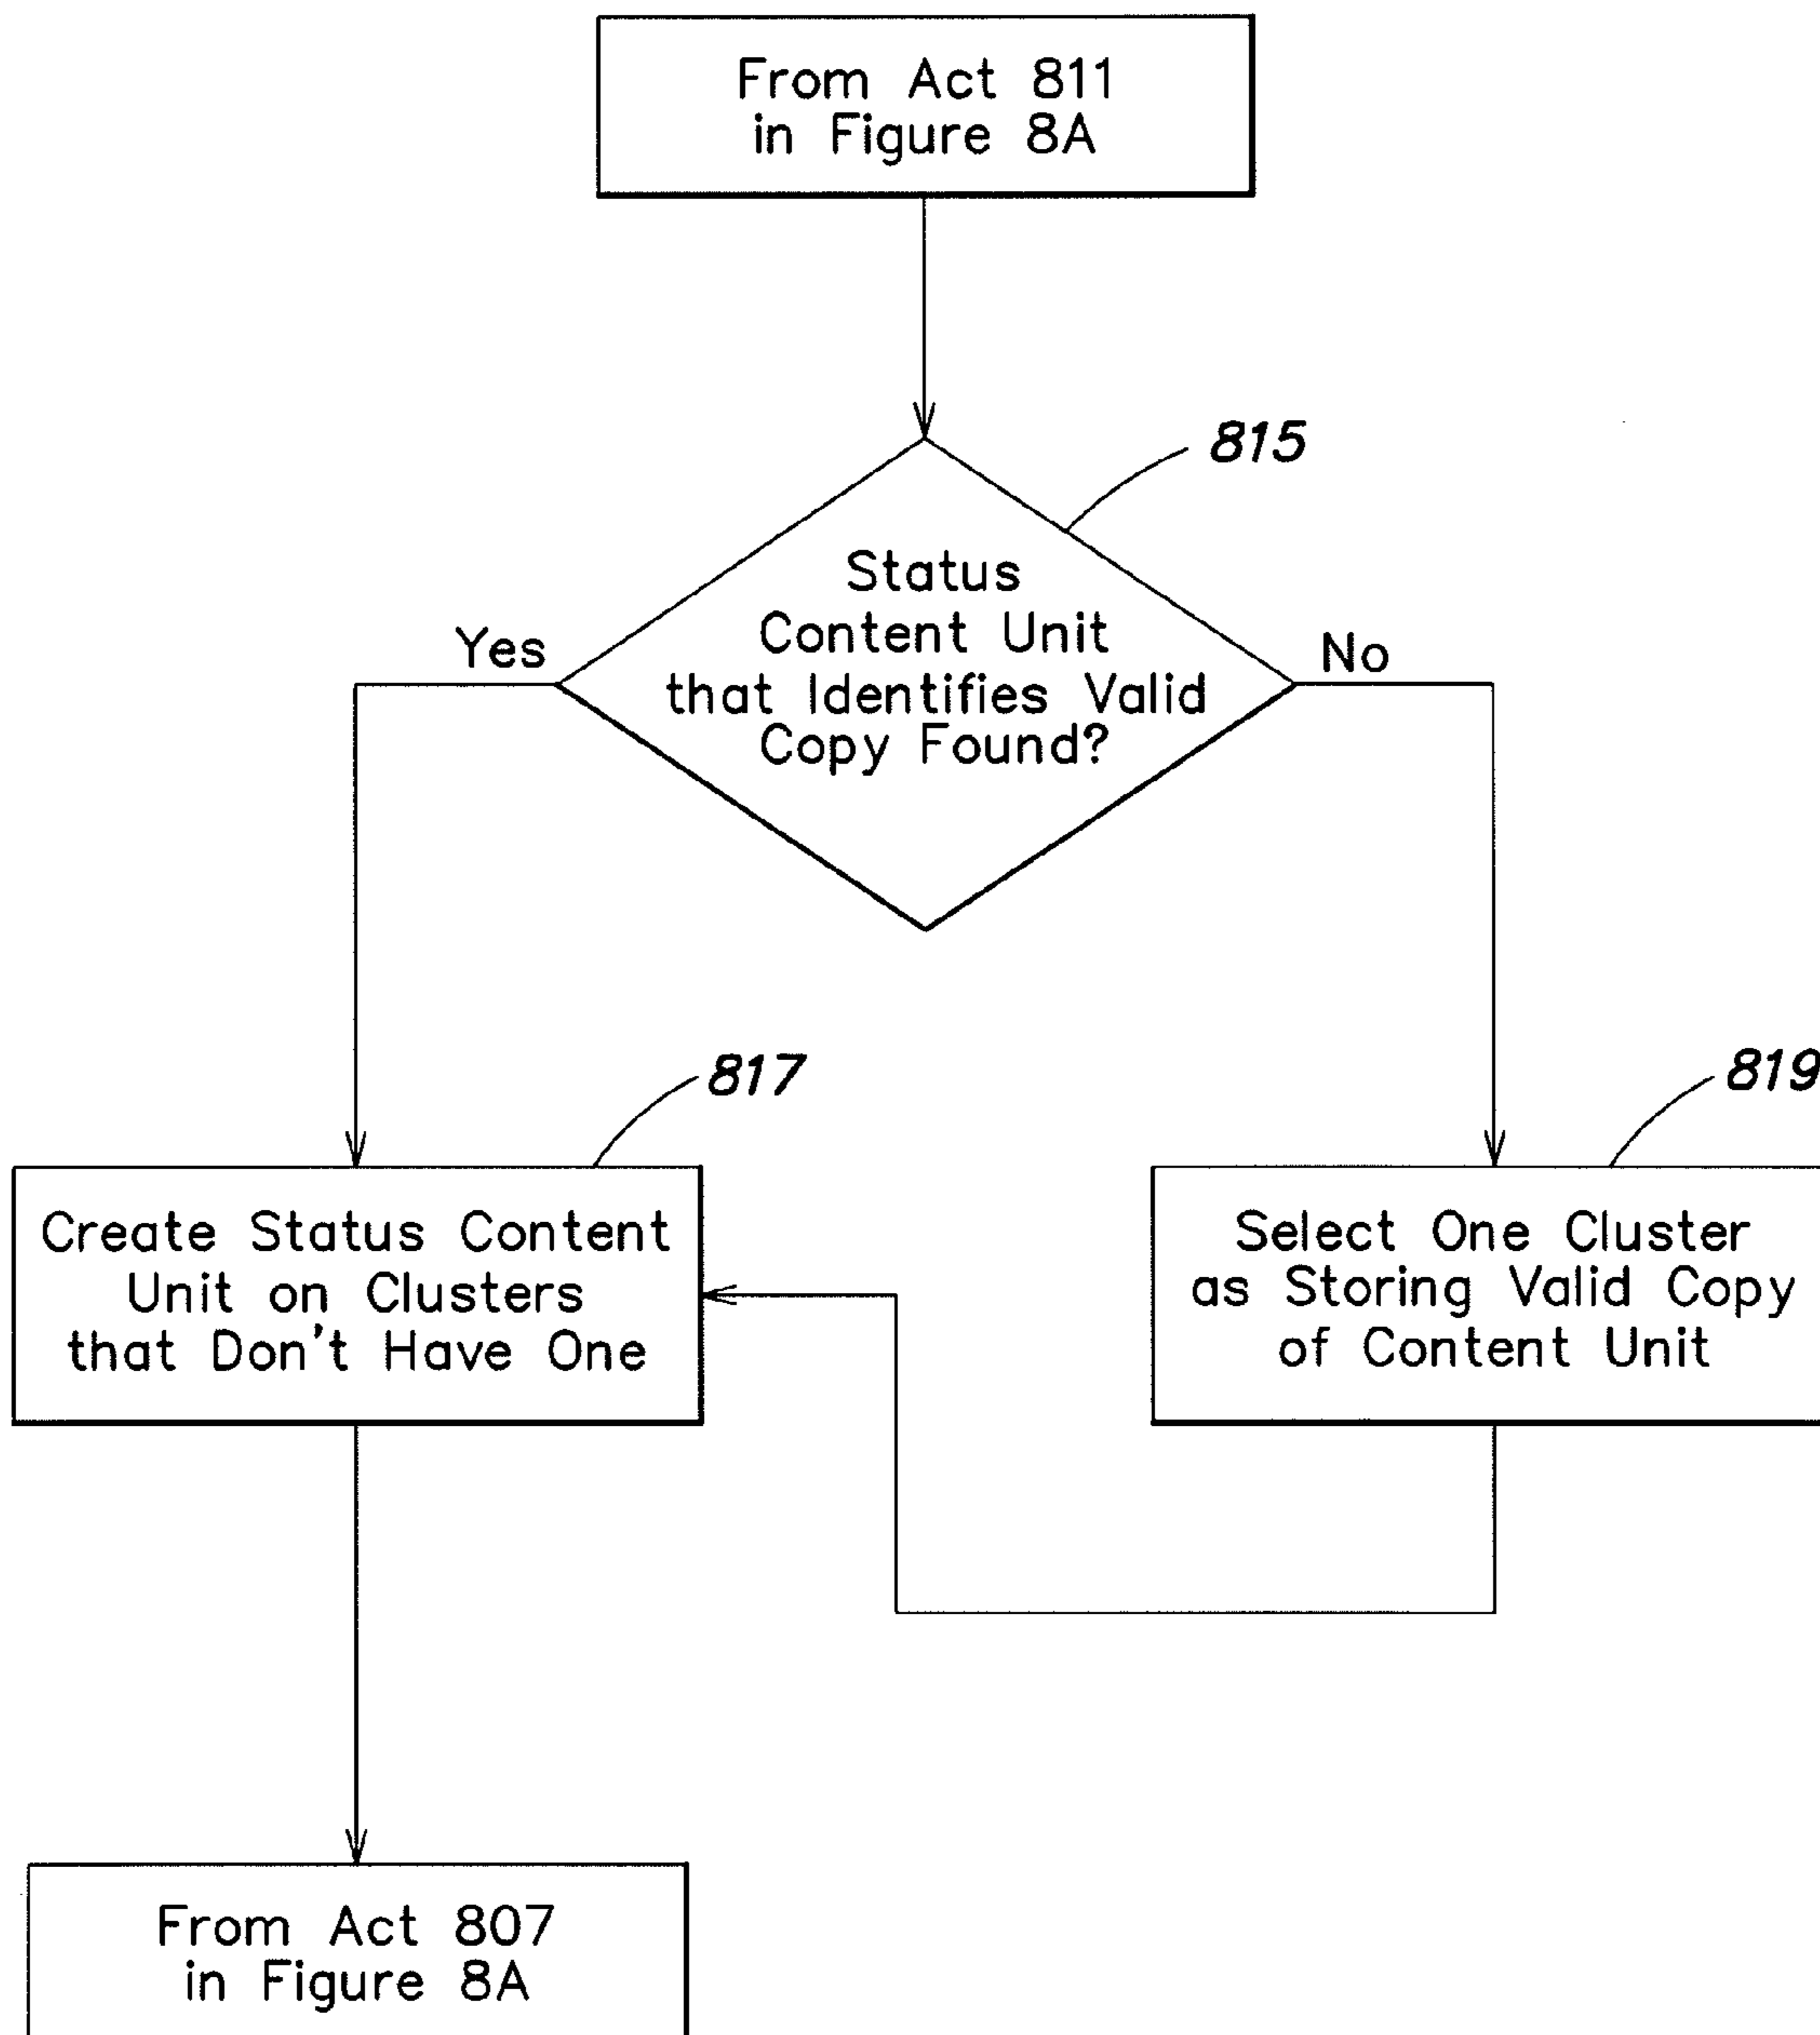 From Act 811
in Figure 8A
815
Status
Content Unit
that Identifies Valid
Copy Found?
Yes
No
817
819
Create Status Content
Unit on Clusters
that Don't Have One
Select One Cluster
as Storing Valid Copy
of Content Unit
From Act 807
in Figure 8A